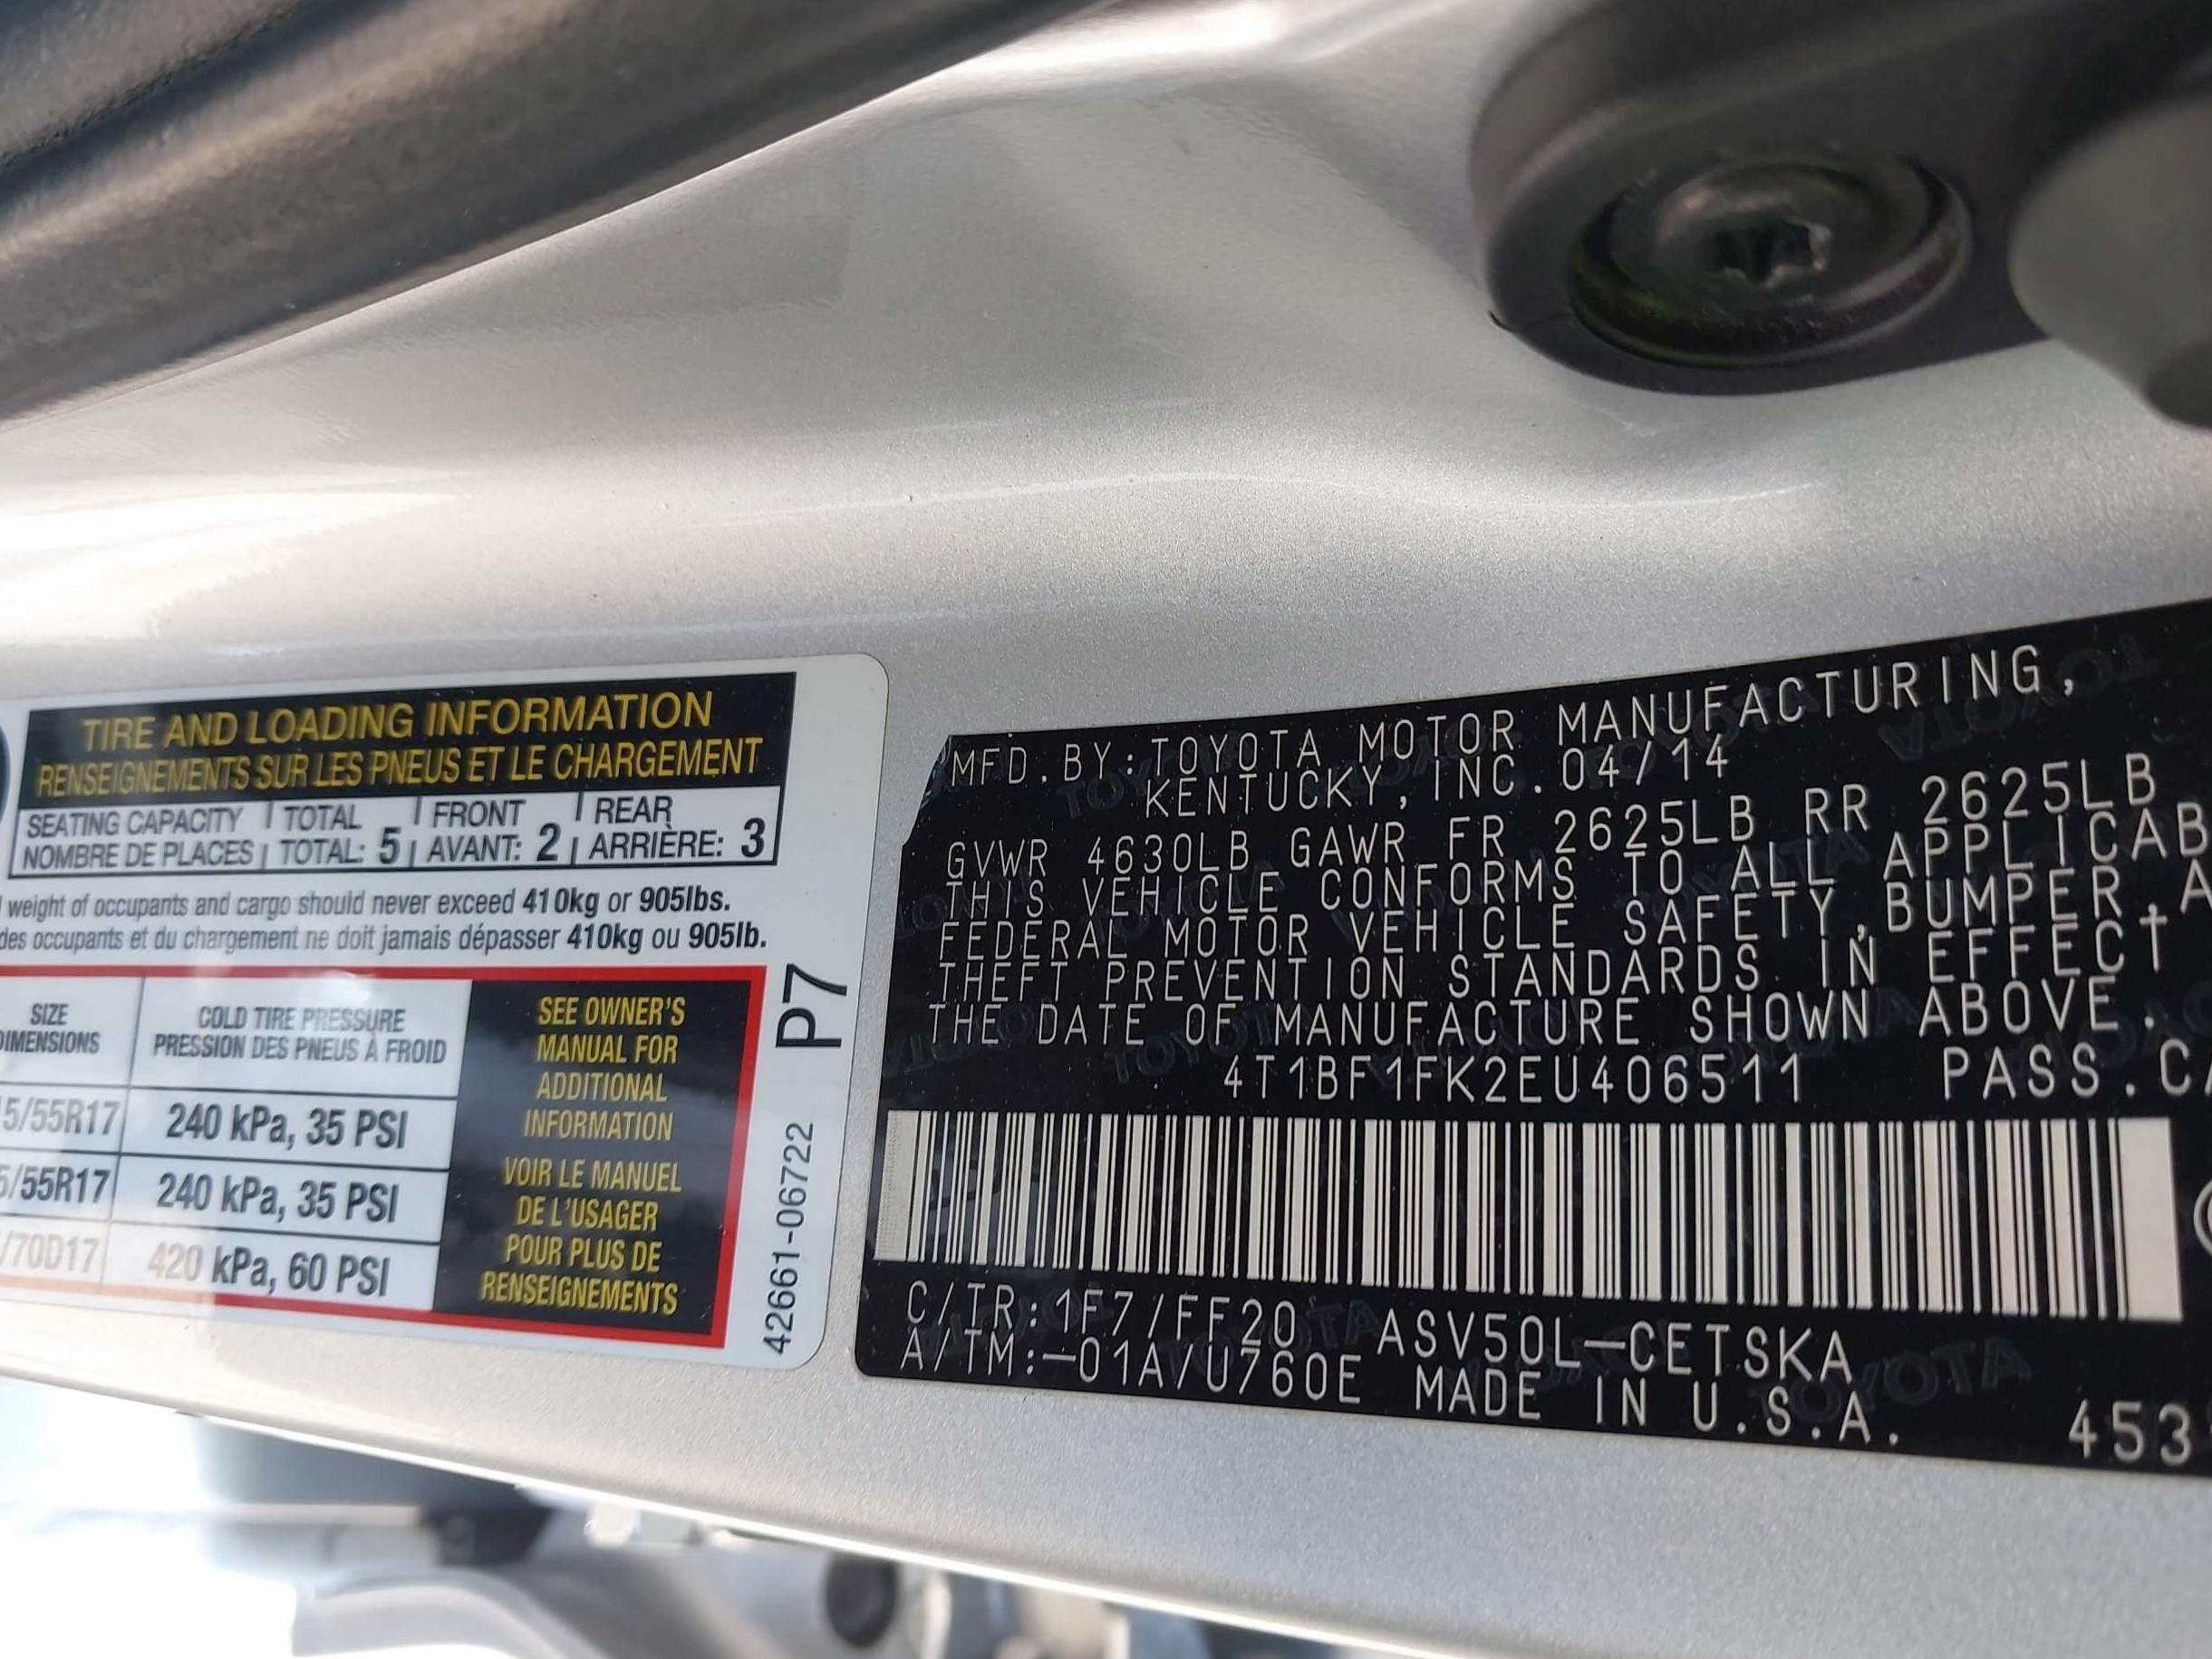 TIRE AND LOADING INFORMATION
RENSEIGNEMENTS SUR LES PNEUS ET LE CHARGEMENT
SEATING CAPACITY TOTAL FRONT REAR
NOMBRE DE PLACES TOTAL: 5 AVANT: 2 ARRIÈRE: 3
weight of occupants and cargo should never exceed 410kg or 905lbs.
des occupants et du chargement ne doit jamais dépasser 410kg ou 905lb.
SIZE
DIMENSIONS
COLD TIRE PRESSURE
PRESSION DES PNEUS À FROID
5/55R17 240 kPa, 35 PSI
5/55R17 240 kPa, 35 PSI
/70D17 420 kPa, 60 PSI
SEE OWNER'S
MANUAL FOR
ADDITIONAL
INFORMATION
VOIR LE MANUEL
DE L'USAGER
POUR PLUS DE
RENSEIGNEMENTS
42661-06722 P7
MFD.BY:TOYOTA MOTOR MANUFACTURING,
KENTUCKY,INC.04/14
GVWR 4630LB GAWR FR 2625LB RR 2625LB
THIS VEHICLE CONFORMS TO ALL APPLICAB
FEDERAL MOTOR VEHICLE SAFETY,BUMPER,A
THEFT PREVENTION STANDARDS IN EFFECT
THE DATE OF MANUFACTURE SHOWN ABOVE.
4T1BF1FK2EU406511 PASS.CA
C/TR:1F7/FF20 ASV50L-CETSKA
A/TM:-01A/U760E MADE IN U.S.A.
453